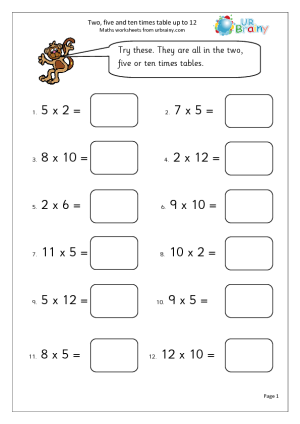 Two, five and ten times table up to 12
Maths worksheets from urbrainy.com
UR
Brainy
Try these. They are all in the two,
five or ten times tables.
1. 5 x 2 =
2. 7 x 5 =
3. 8 x 10 =
4. 2 x 12 =
5. 2 x 6 =
6. 9 x 10 =
7. 11 x 5 =
8. 10 x 2 =
9. 5 x 12 =
10. 9 x 5 =
11. 8 x 5 =
12. 12 x 10 =
Page 1